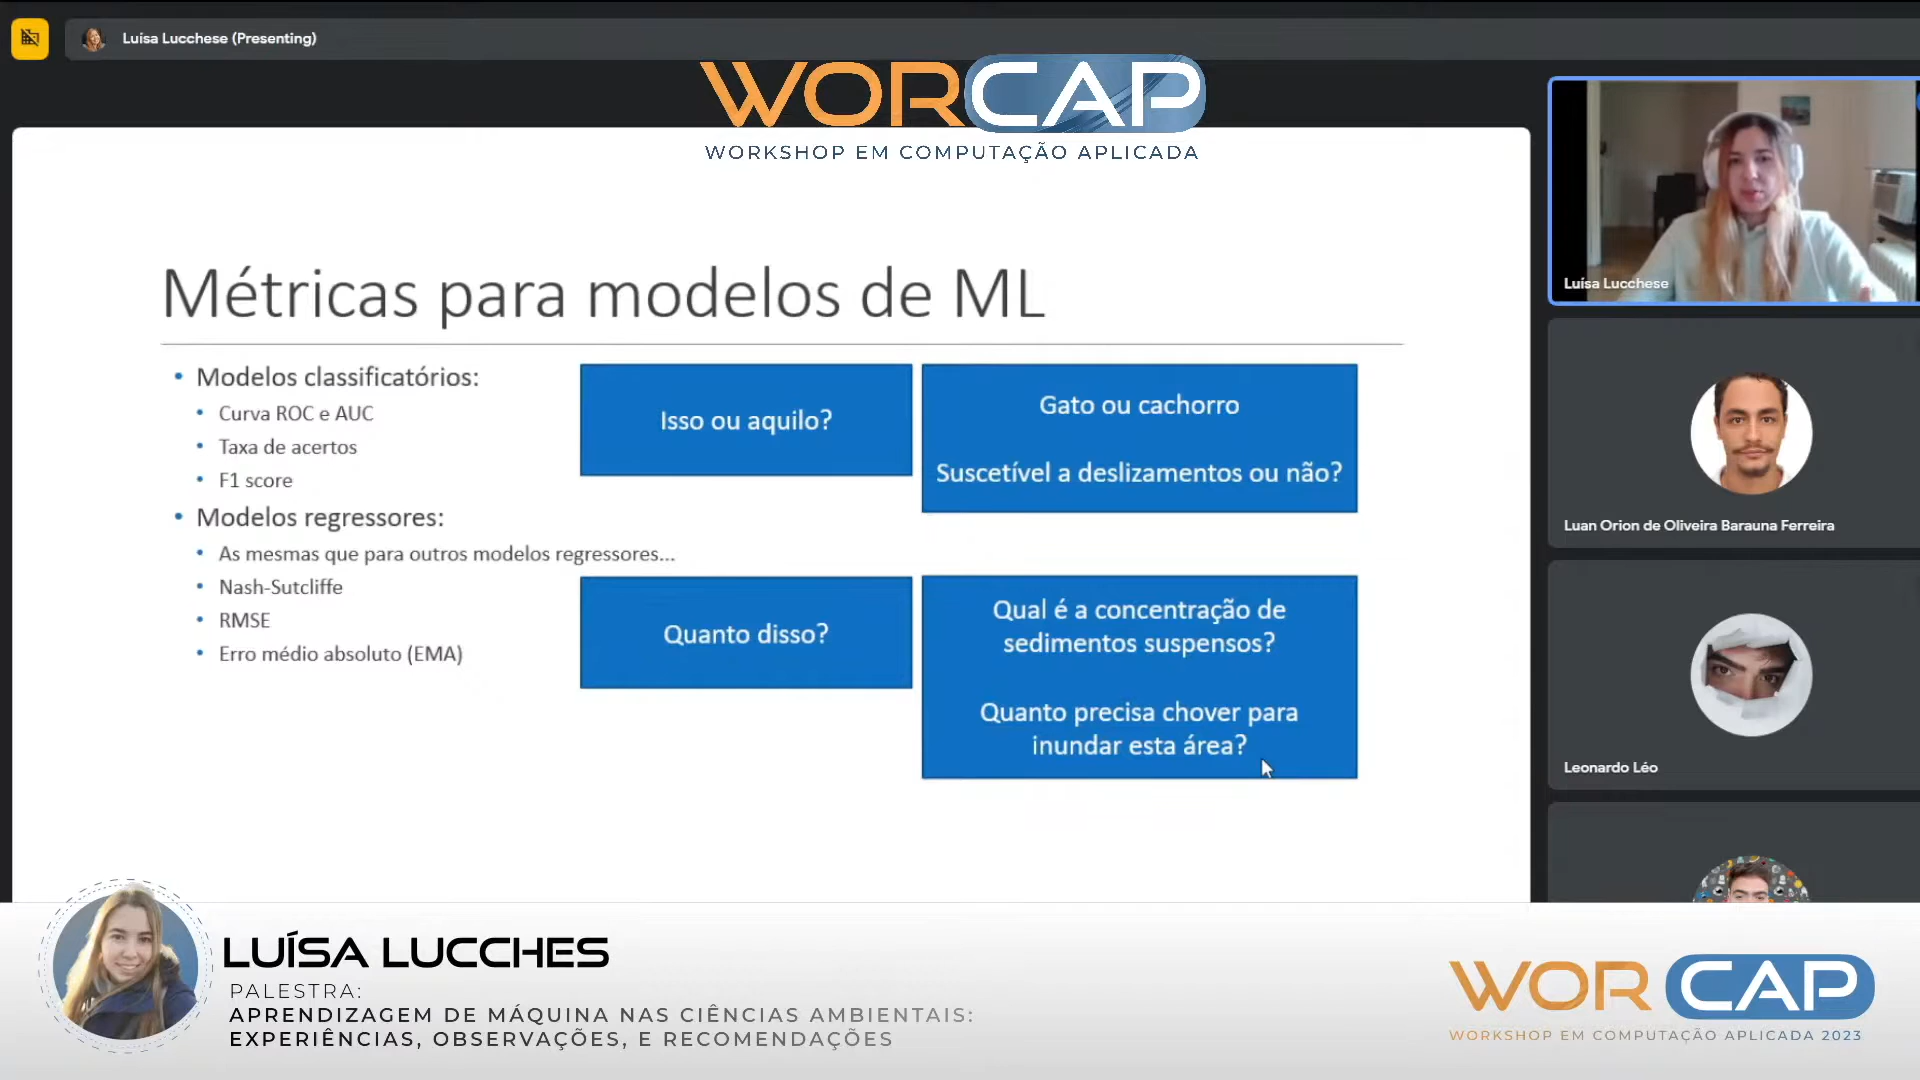 Luísa Lucchese (Presenting)
WORCAP
WORKSHOP EM COMPUTAÇÃO APLICADA
Métricas para modelos de ML
• Modelos classificatórios:
• Curva ROC e AUC
• Taxa de acertos
• F1 score
• Modelos regressores:
• As mesmas que para outros modelos regressores...
• Nash-Sutcliffe
• RMSE
• Erro médio absoluto (EMA)
Isso ou aquilo?
Gato ou cachorro
Suscetível a deslizamentos ou não?
Quanto disso?
Qual é a concentração de
sedimentos suspensos?
Quanto precisa chover para
inundar esta área?
Luísa Lucchese
Luan Orion de Oliveira Barauna Ferreira
Leonardo Léo
LUÍSA LUCCHES
PALESTRA:
APRENDIZAGEM DE MÁQUINA NAS CIÊNCIAS AMBIENTAIS:
EXPERIÊNCIAS, OBSERVAÇÕES, E RECOMENDAÇÕES
WORCAP
WORKSHOP EM COMPUTAÇÃO APLICADA 2023